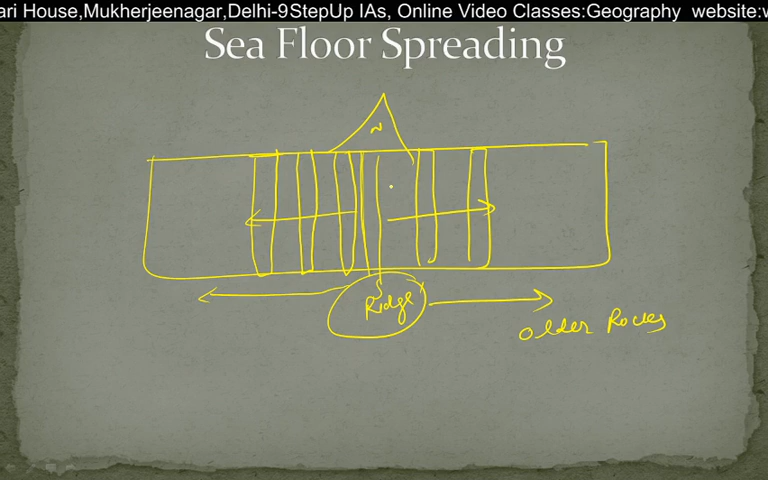 ari House,Mukherjeenagar,Delhi-9StepUp IAs, Online Video Classes:Geography website:w
Sea Floor Spreading
N
Ridge
Older Rocks